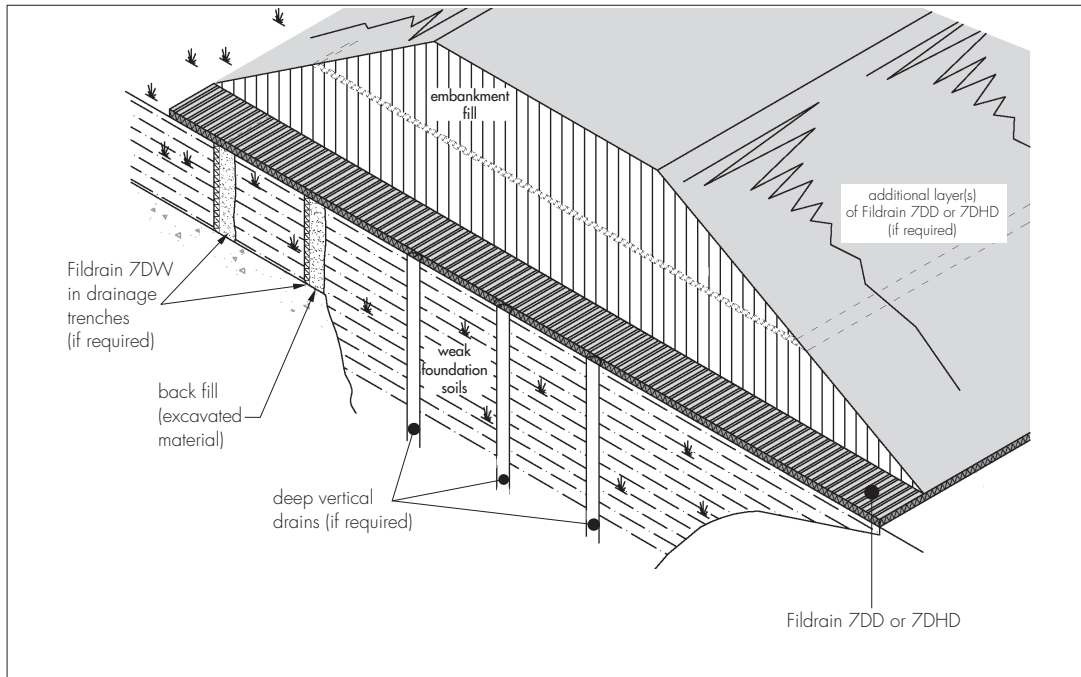 embankment
fill
additional layer(s)
of Fildrain 7DD or 7DHD
(if required)
Fildrain 7DW
in drainage
trenches
(if required)
weak
foundation
soils
back fill
(excavated
material)
deep vertical
drains (if required)
Fildrain 7DD or 7DHD